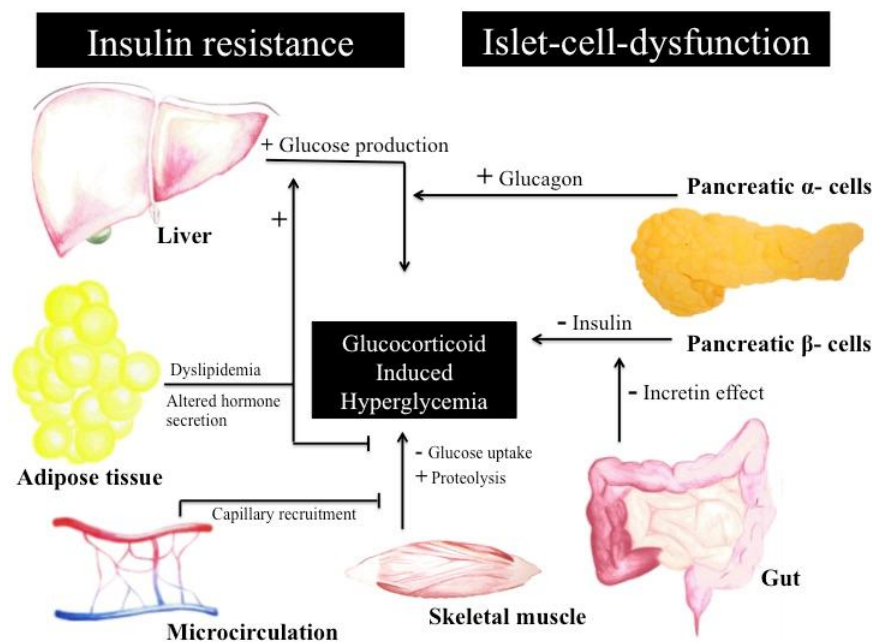 Insulin resistance
Islet-cell-dysfunction
+ Glucose production
+ Glucagon
Pancreatic α- cells
+
Liver
- Insulin
Pancreatic β- cells
Glucocorticoid
Induced
Hyperglycemia
Dyslipidemia
Altered hormone
secretion
- Incretin effect
Adipose tissue
- Glucose uptake
+ Proteolysis
Capillary recruitment
Microcirculation
Skeletal muscle
Gut